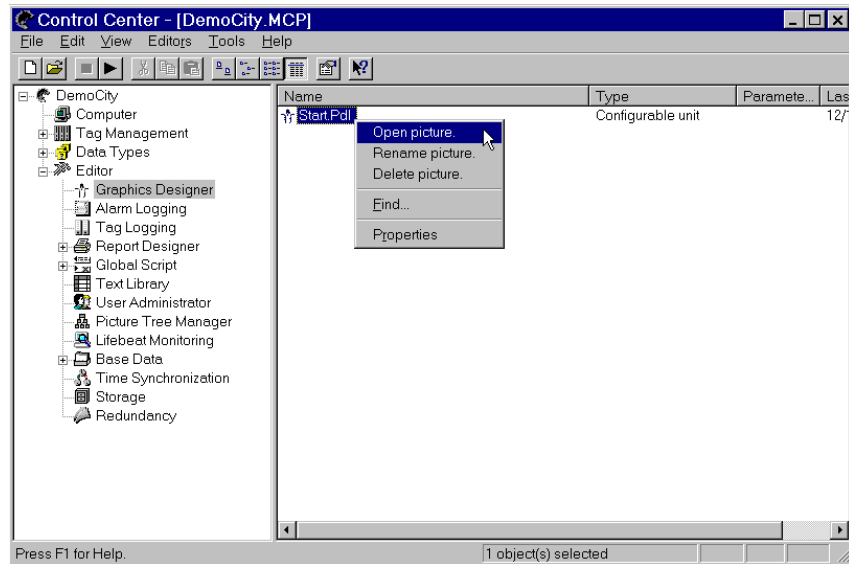 Control Center - [DemoCity.MCP]
File Edit View Editors Tools Help
DemoCity
Computer
Tag Management
Data Types
Editor
Graphics Designer
Alarm Logging
Tag Logging
Report Designer
Global Script
Text Library
User Administrator
Picture Tree Manager
Lifebeat Monitoring
Base Data
Time Synchronization
Storage
Redundancy
Name Type Paramete... Las
Start.Pdl Configurable unit 12/
Open picture.
Rename picture.
Delete picture.
Find...
Properties
Press F1 for Help. 1 object(s) selected